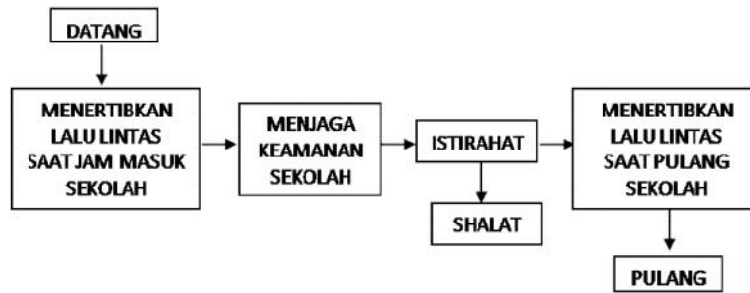 DATANG
MENERTIBKAN
LALU LINTAS
SAAT JAM MASUK
SEKOLAH
MENJAGA
KEAMANAN
SEKOLAH
ISTIRAHAT
SHALAT
MENERTIBKAN
LALU LINTAS
SAAT PULANG
SEKOLAH
PULANG